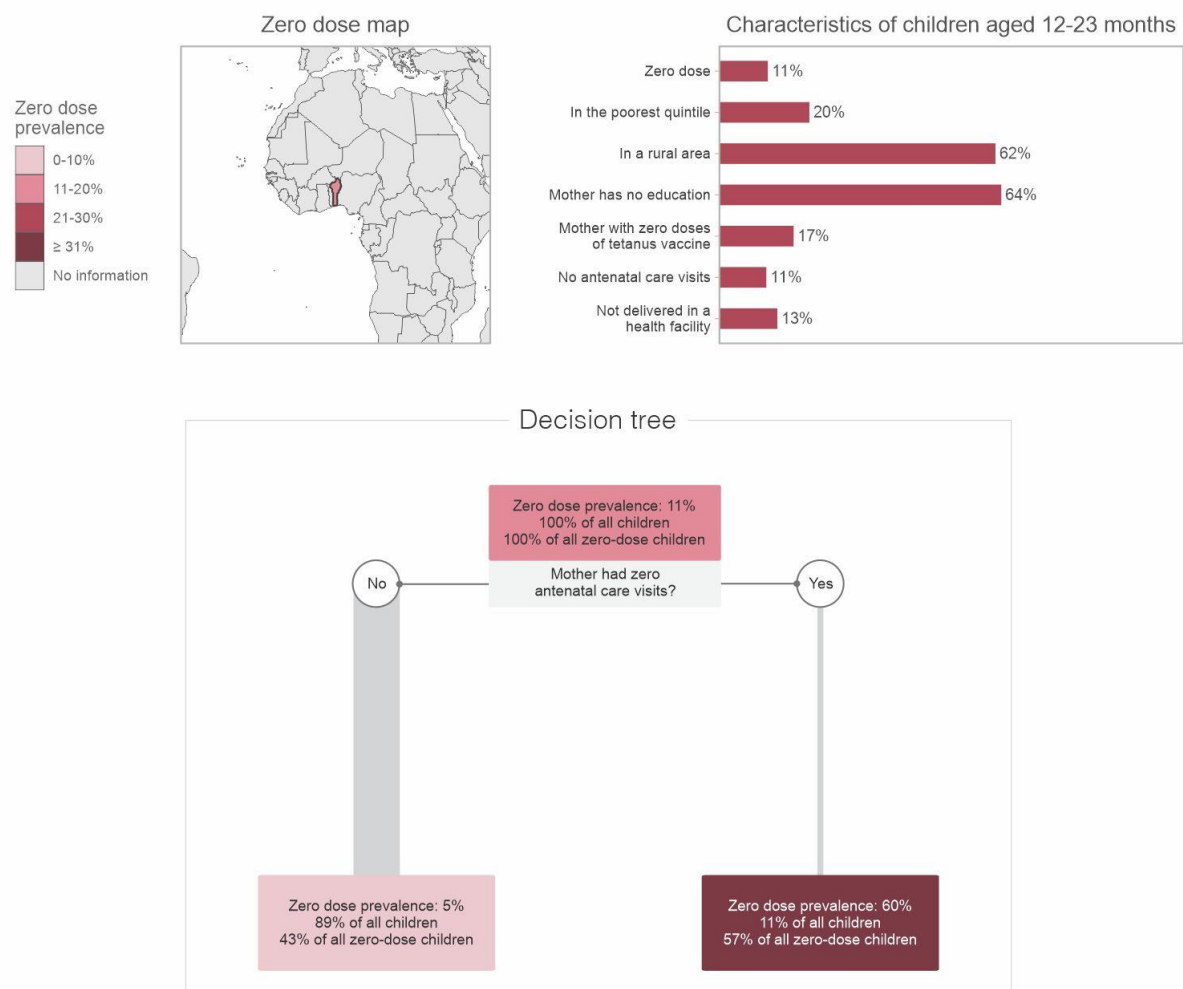 Zero dose map
Zero dose
prevalence
0-10%
11-20%
21-30%
≥ 31%
No information
Characteristics of children aged 12-23 months
Zero dose
11%
In the poorest quintile
20%
In a rural area
62%
Mother has no education
64%
Mother with zero doses
of tetanus vaccine
17%
No antenatal care visits
11%
Not delivered in a
health facility
13%
Decision tree
Zero dose prevalence: 11%
100% of all children
100% of all zero-dose children
Mother had zero
antenatal care visits?
No
Yes
Zero dose prevalence: 5%
89% of all children
43% of all zero-dose children
Zero dose prevalence: 60%
11% of all children
57% of all zero-dose children